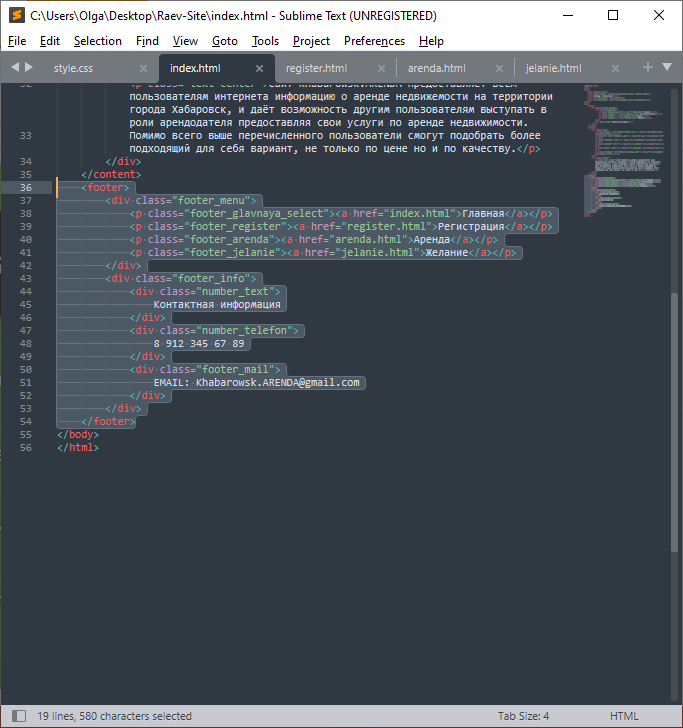 C:\Users\Olga\Desktop\Raev-Site\index.html - Sublime Text (UNREGISTERED)
File Edit Selection Find View Goto Tools Project Preferences Help
style.css index.html register.html arenda.html jelanie.html
пользователям интернета информацию о аренде недвижемости на территории
города Хабаровск, и даёт возможность другим пользователям выступать в
роли арендодателя предоставляя свои услуги по аренде недвижимости.
33 Помимо всего выше перечисленного пользователи смогут подобрать более
подходящий для себя вариант, не только по цене но и по качеству.</p>
34 </div>
35 </content>
36 <footer>
37 <div class="footer_menu">
38 <p class="footer_glavnaya_select"><a href="index.html">Главная</a></p>
39 <p class="footer_register"><a href="register.html">Регистрация</a></p>
40 <p class="footer_arenda"><a href="arenda.html">Аренда</a></p>
41 <p class="footer_jelanie"><a href="jelanie.html">Желание</a></p>
42 </div>
43 <div class="footer_info">
44 <div class="number_text">
45 Контактная информация
46 </div>
47 <div class="number_telefon">
48 8 912 345 67 89
49 </div>
50 <div class="footer_mail">
51 EMAIL: Khabarowsk.ARENDA@gmail.com
52 </div>
53 </div>
54 </footer>
55 </body>
56 </html>
19 lines, 580 characters selected Tab Size: 4 HTML